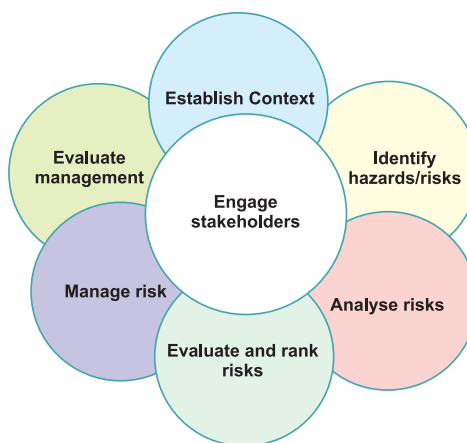 Establish Context
Identify
hazards/risks
Analyse risks
Evaluate and rank
risks
Manage risk
Evaluate
management
Engage
stakeholders